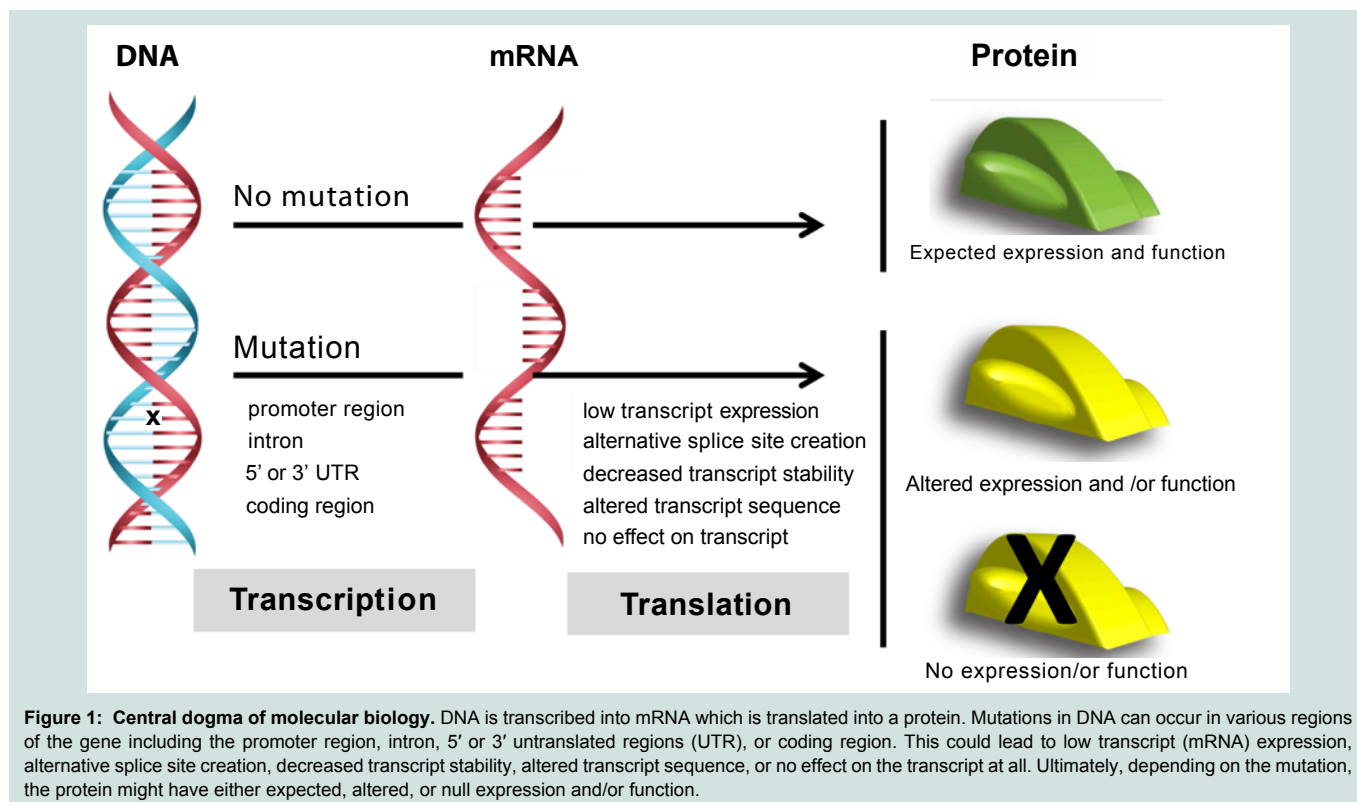 DNA
mRNA
Protein
No mutation
Expected expression and function
Mutation
x
promoter region
intron
5’ or 3’ UTR
coding region
low transcript expression
alternative splice site creation
decreased transcript stability
altered transcript sequence
no effect on transcript
Altered expression and /or function
X
No expression/or function
Transcription
Translation
Figure 1: Central dogma of molecular biology. DNA is transcribed into mRNA which is translated into a protein. Mutations in DNA can occur in various regions
of the gene including the promoter region, intron, 5′ or 3′ untranslated regions (UTR), or coding region. This could lead to low transcript (mRNA) expression,
alternative splice site creation, decreased transcript stability, altered transcript sequence, or no effect on the transcript at all. Ultimately, depending on the mutation,
the protein might have either expected, altered, or null expression and/or function.